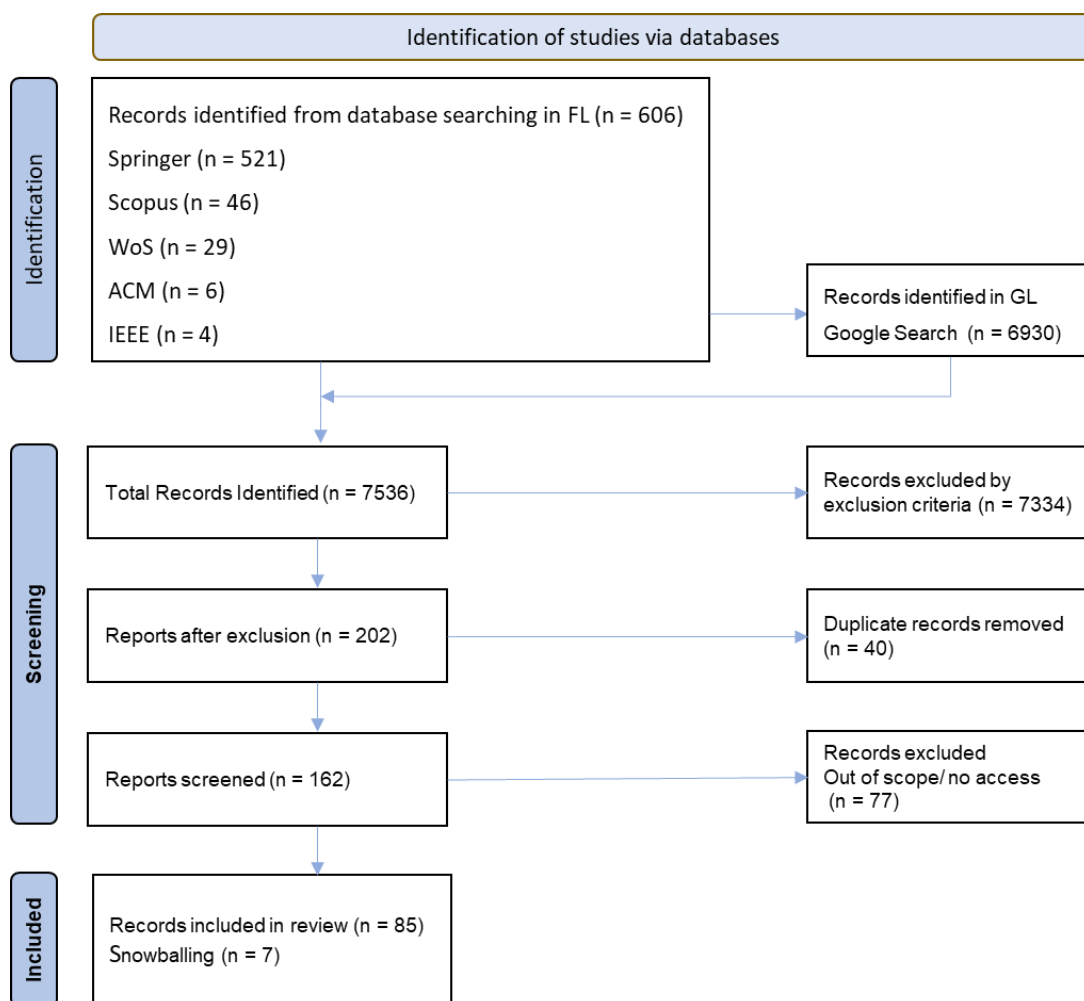 Identification of studies via databases
Identification
Records identified from database searching in FL (n = 606)
Springer (n = 521)
Scopus (n = 46)
WoS (n = 29)
ACM (n = 6)
IEEE (n = 4)
Records identified in GL
Google Search (n = 6930)
Screening
Total Records Identified (n = 7536)
Records excluded by
exclusion criteria (n = 7334)
Reports after exclusion (n = 202)
Duplicate records removed
(n = 40)
Reports screened (n = 162)
Records excluded
Out of scope/ no access
(n = 77)
Included
Records included in review (n = 85)
Snowballing (n = 7)